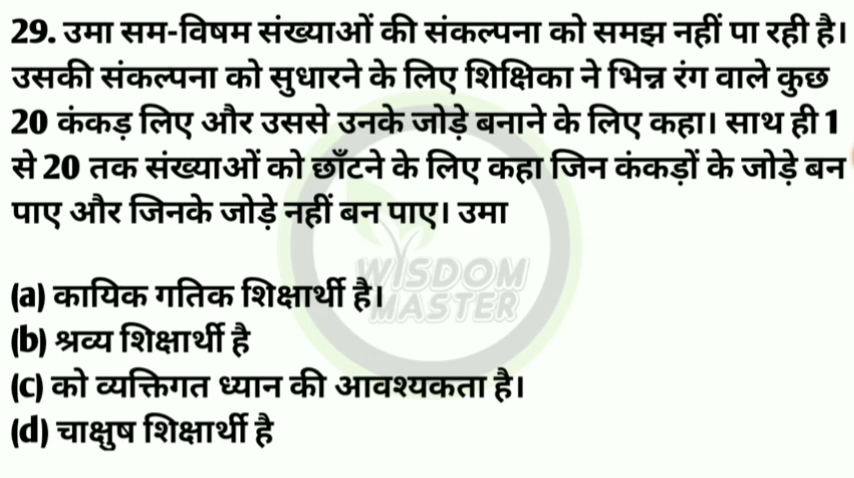 29. उमा सम-विषम संख्याओं की संकल्पना को समझ नहीं पा रही है।
उसकी संकल्पना को सुधारने के लिए शिक्षिका ने भिन्न रंग वाले कुछ
20 कंकड़ लिए और उससे उनके जोड़े बनाने के लिए कहा। साथ ही 1
से 20 तक संख्याओं को छाँटने के लिए कहा जिन कंकड़ों के जोड़े बन
पाए और जिनके जोड़े नहीं बन पाए। उमा
WISDOM
MASTER
(a) कायिक गतिक शिक्षार्थी है।
(b) श्रव्य शिक्षार्थी है
(c) को व्यक्तिगत ध्यान की आवश्यकता है।
(d) चाक्षुष शिक्षार्थी है